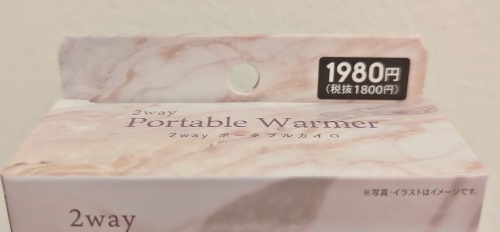 1980円
(税抜1800円)
2way
Portable Warmer
2way ポータブルカイロ
※写真・イラストはイメージです。
2way